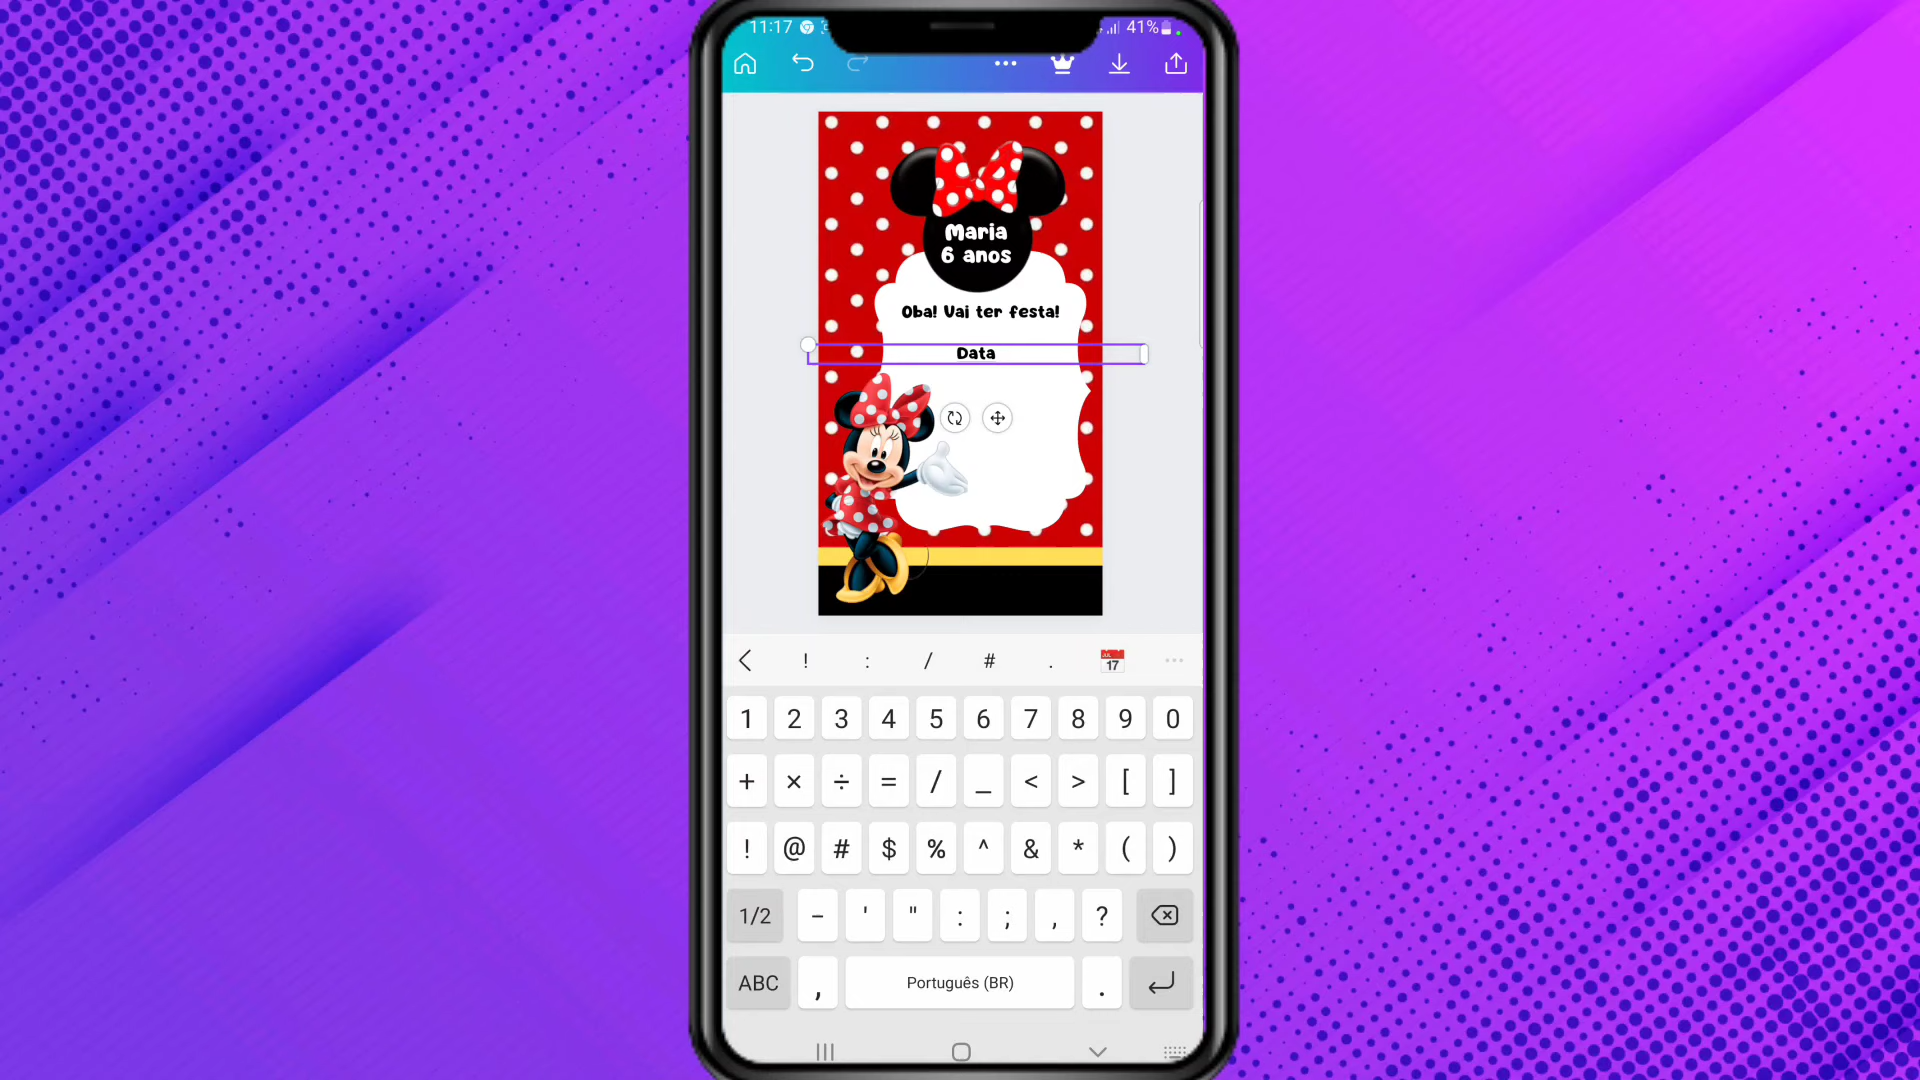 11:17
41%
Maria
6 anos
Oba! Vai ter festa!
Data
! : / # . JUL 17
1 2 3 4 5 6 7 8 9 0
+ × ÷ = / _ < > [ ]
! @ # $ % ^ & * ( )
1/2 - ' " : ; , ?
ABC , Português (BR) .